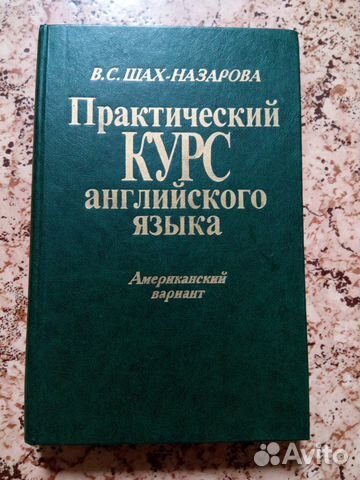 В.С. ШАХ-НАЗАРОВА
Практический
КУРС
английского
языка
Американский
вариант
Avito